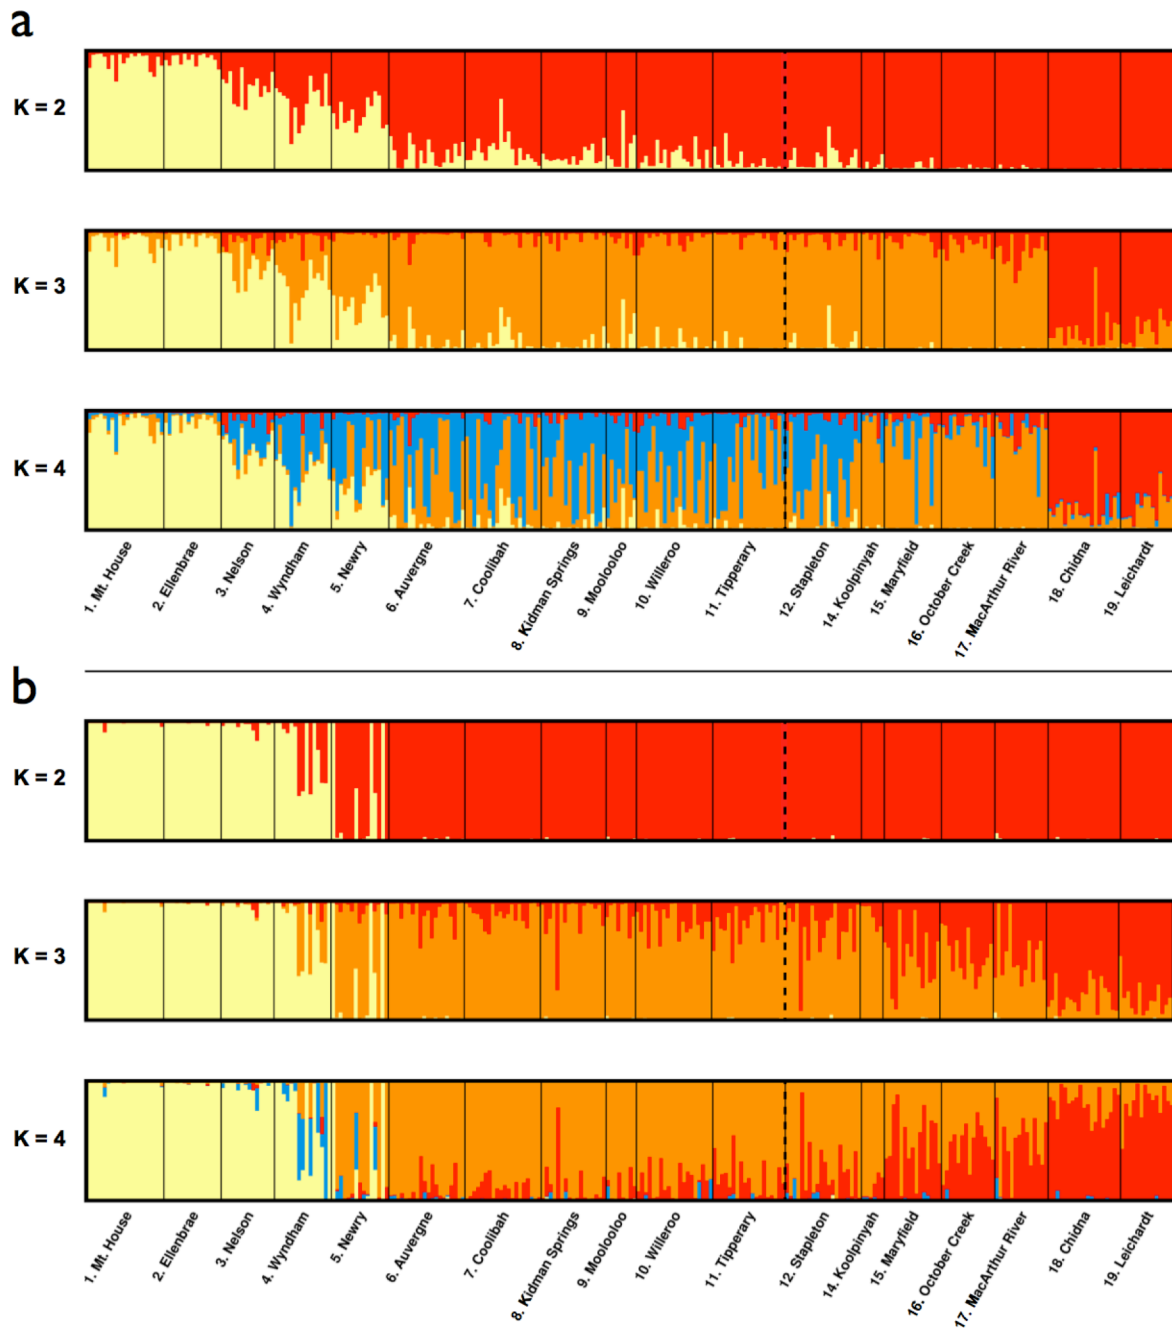 a
K = 2
K = 3
K = 4
1. Mt. House
2. Ellenbrae
3. Nelson
4. Wyndham
5. Newry
6. Auvergne
7. Coolibah
8. Kidman Springs
9. Moolooloo
10. Willeroo
11. Tipperary
12. Stapleton
14. Koolpinyah
15. Maryfield
16. October Creek
17. MacArthur River
18. Chidna
19. Leichardt
b
K = 2
K = 3
K = 4
1. Mt. House
2. Ellenbrae
3. Nelson
4. Wyndham
5. Newry
6. Auvergne
7. Coolibah
8. Kidman Springs
9. Moolooloo
10. Willeroo
11. Tipperary
12. Stapleton
14. Koolpinyah
15. Maryfield
16. October Creek
17. MacArthur River
18. Chidna
19. Leichardt